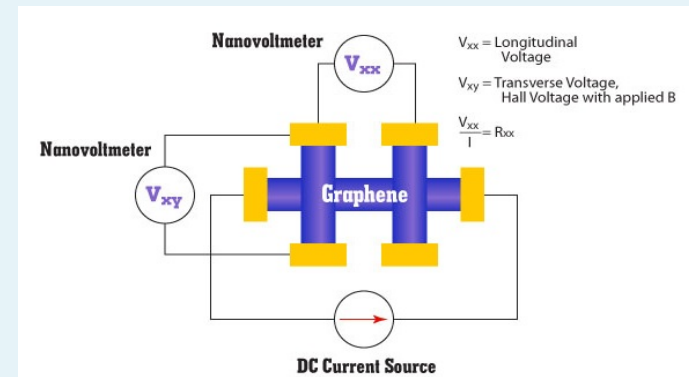 Nanovoltmeter
Vxx
Vxx = Longitudinal
Voltage
Vxy = Transverse Voltage,
Hall Voltage with applied B
Vxx
I
= Rxx
Nanovoltmeter
Vxy
Graphene
DC Current Source